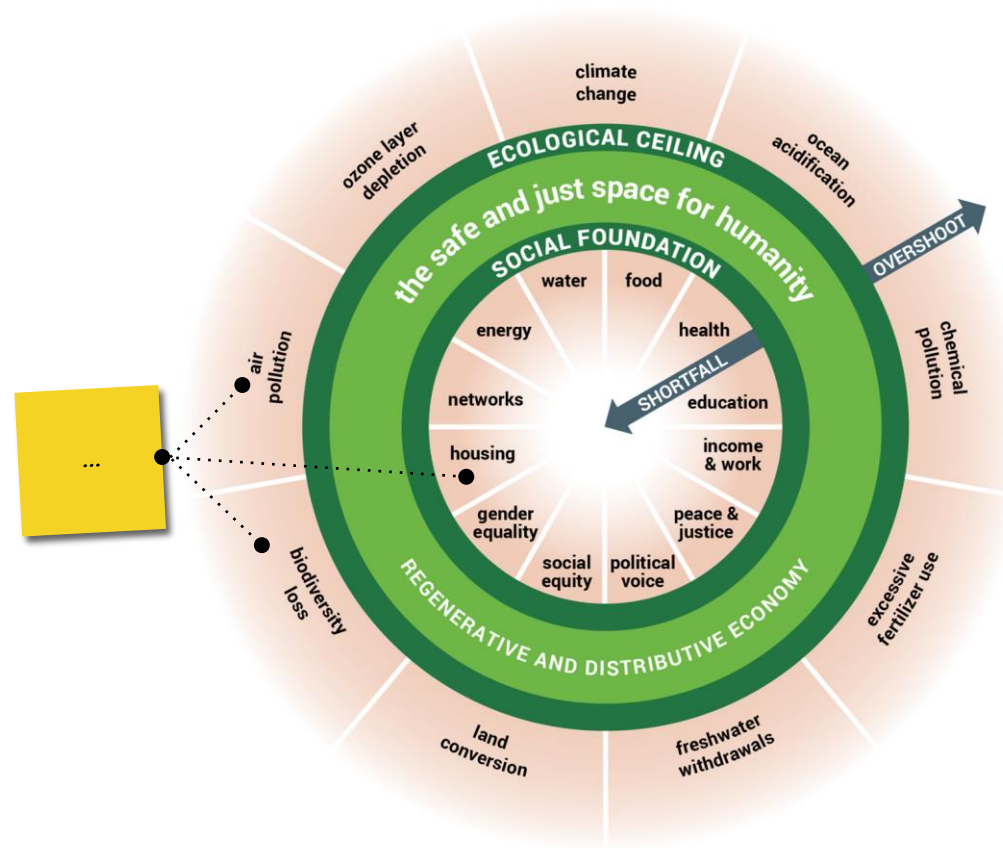 climate
change
ozone layer
depletion
ocean
acidification
ECOLOGICAL CEILING
the safe and just space for humanity
SOCIAL FOUNDATION
OVERSHOOT
water
food
energy
health
SHORTFALL
air
pollution
chemical
pollution
networks
education
...
housing
income
& work
gender
equality
peace &
justice
social
equity
political
voice
biodiversity
loss
REGENERATIVE AND DISTRIBUTIVE ECONOMY
excessive
fertilizer use
land
conversion
freshwater
withdrawals